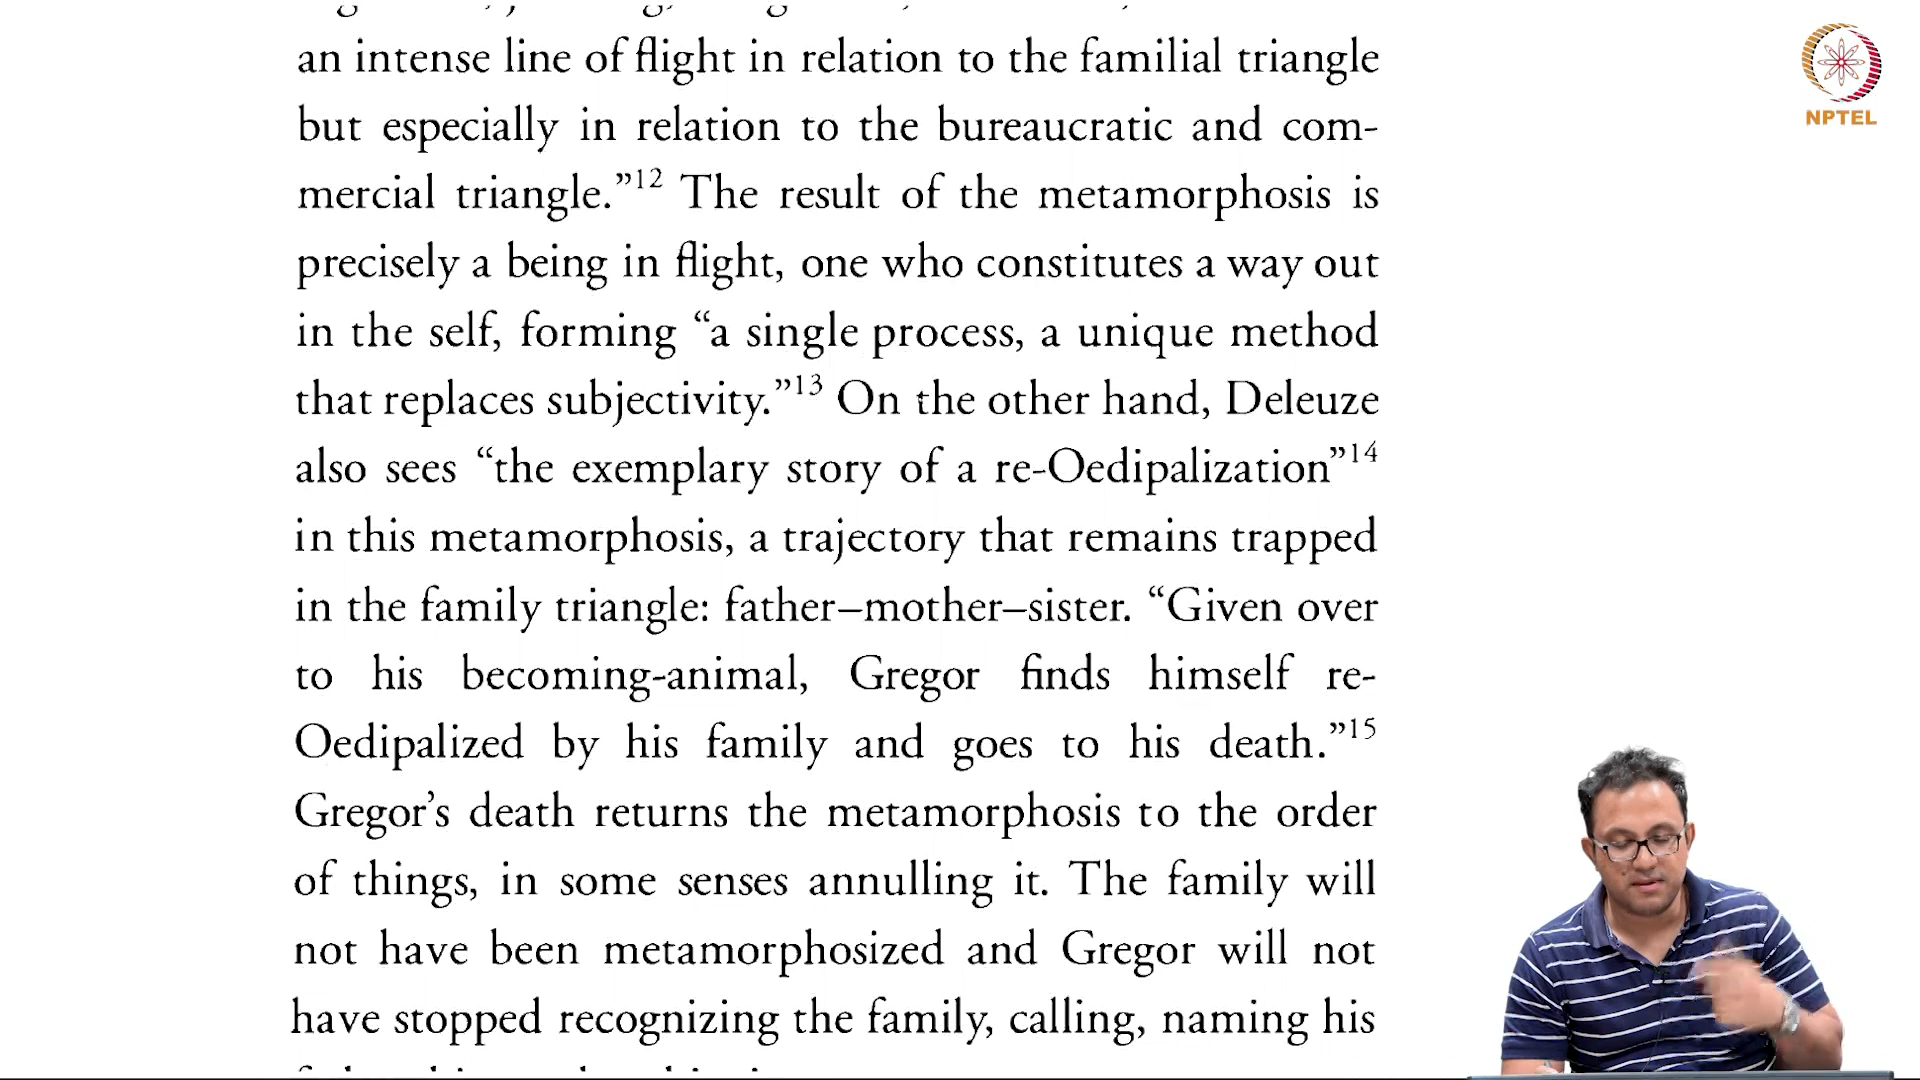 an intense line of flight in relation to the familial triangle
but especially in relation to the bureaucratic and com-
mercial triangle.”12 The result of the metamorphosis is
precisely a being in flight, one who constitutes a way out
in the self, forming “a single process, a unique method
that replaces subjectivity.”13 On the other hand, Deleuze
also sees “the exemplary story of a re-Oedipalization”14
in this metamorphosis, a trajectory that remains trapped
in the family triangle: father–mother–sister. “Given over
to his becoming-animal, Gregor finds himself re-
Oedipalized by his family and goes to his death.”15
Gregor’s death returns the metamorphosis to the order
of things, in some senses annulling it. The family will
not have been metamorphosized and Gregor will not
have stopped recognizing the family, calling, naming his
NPTEL